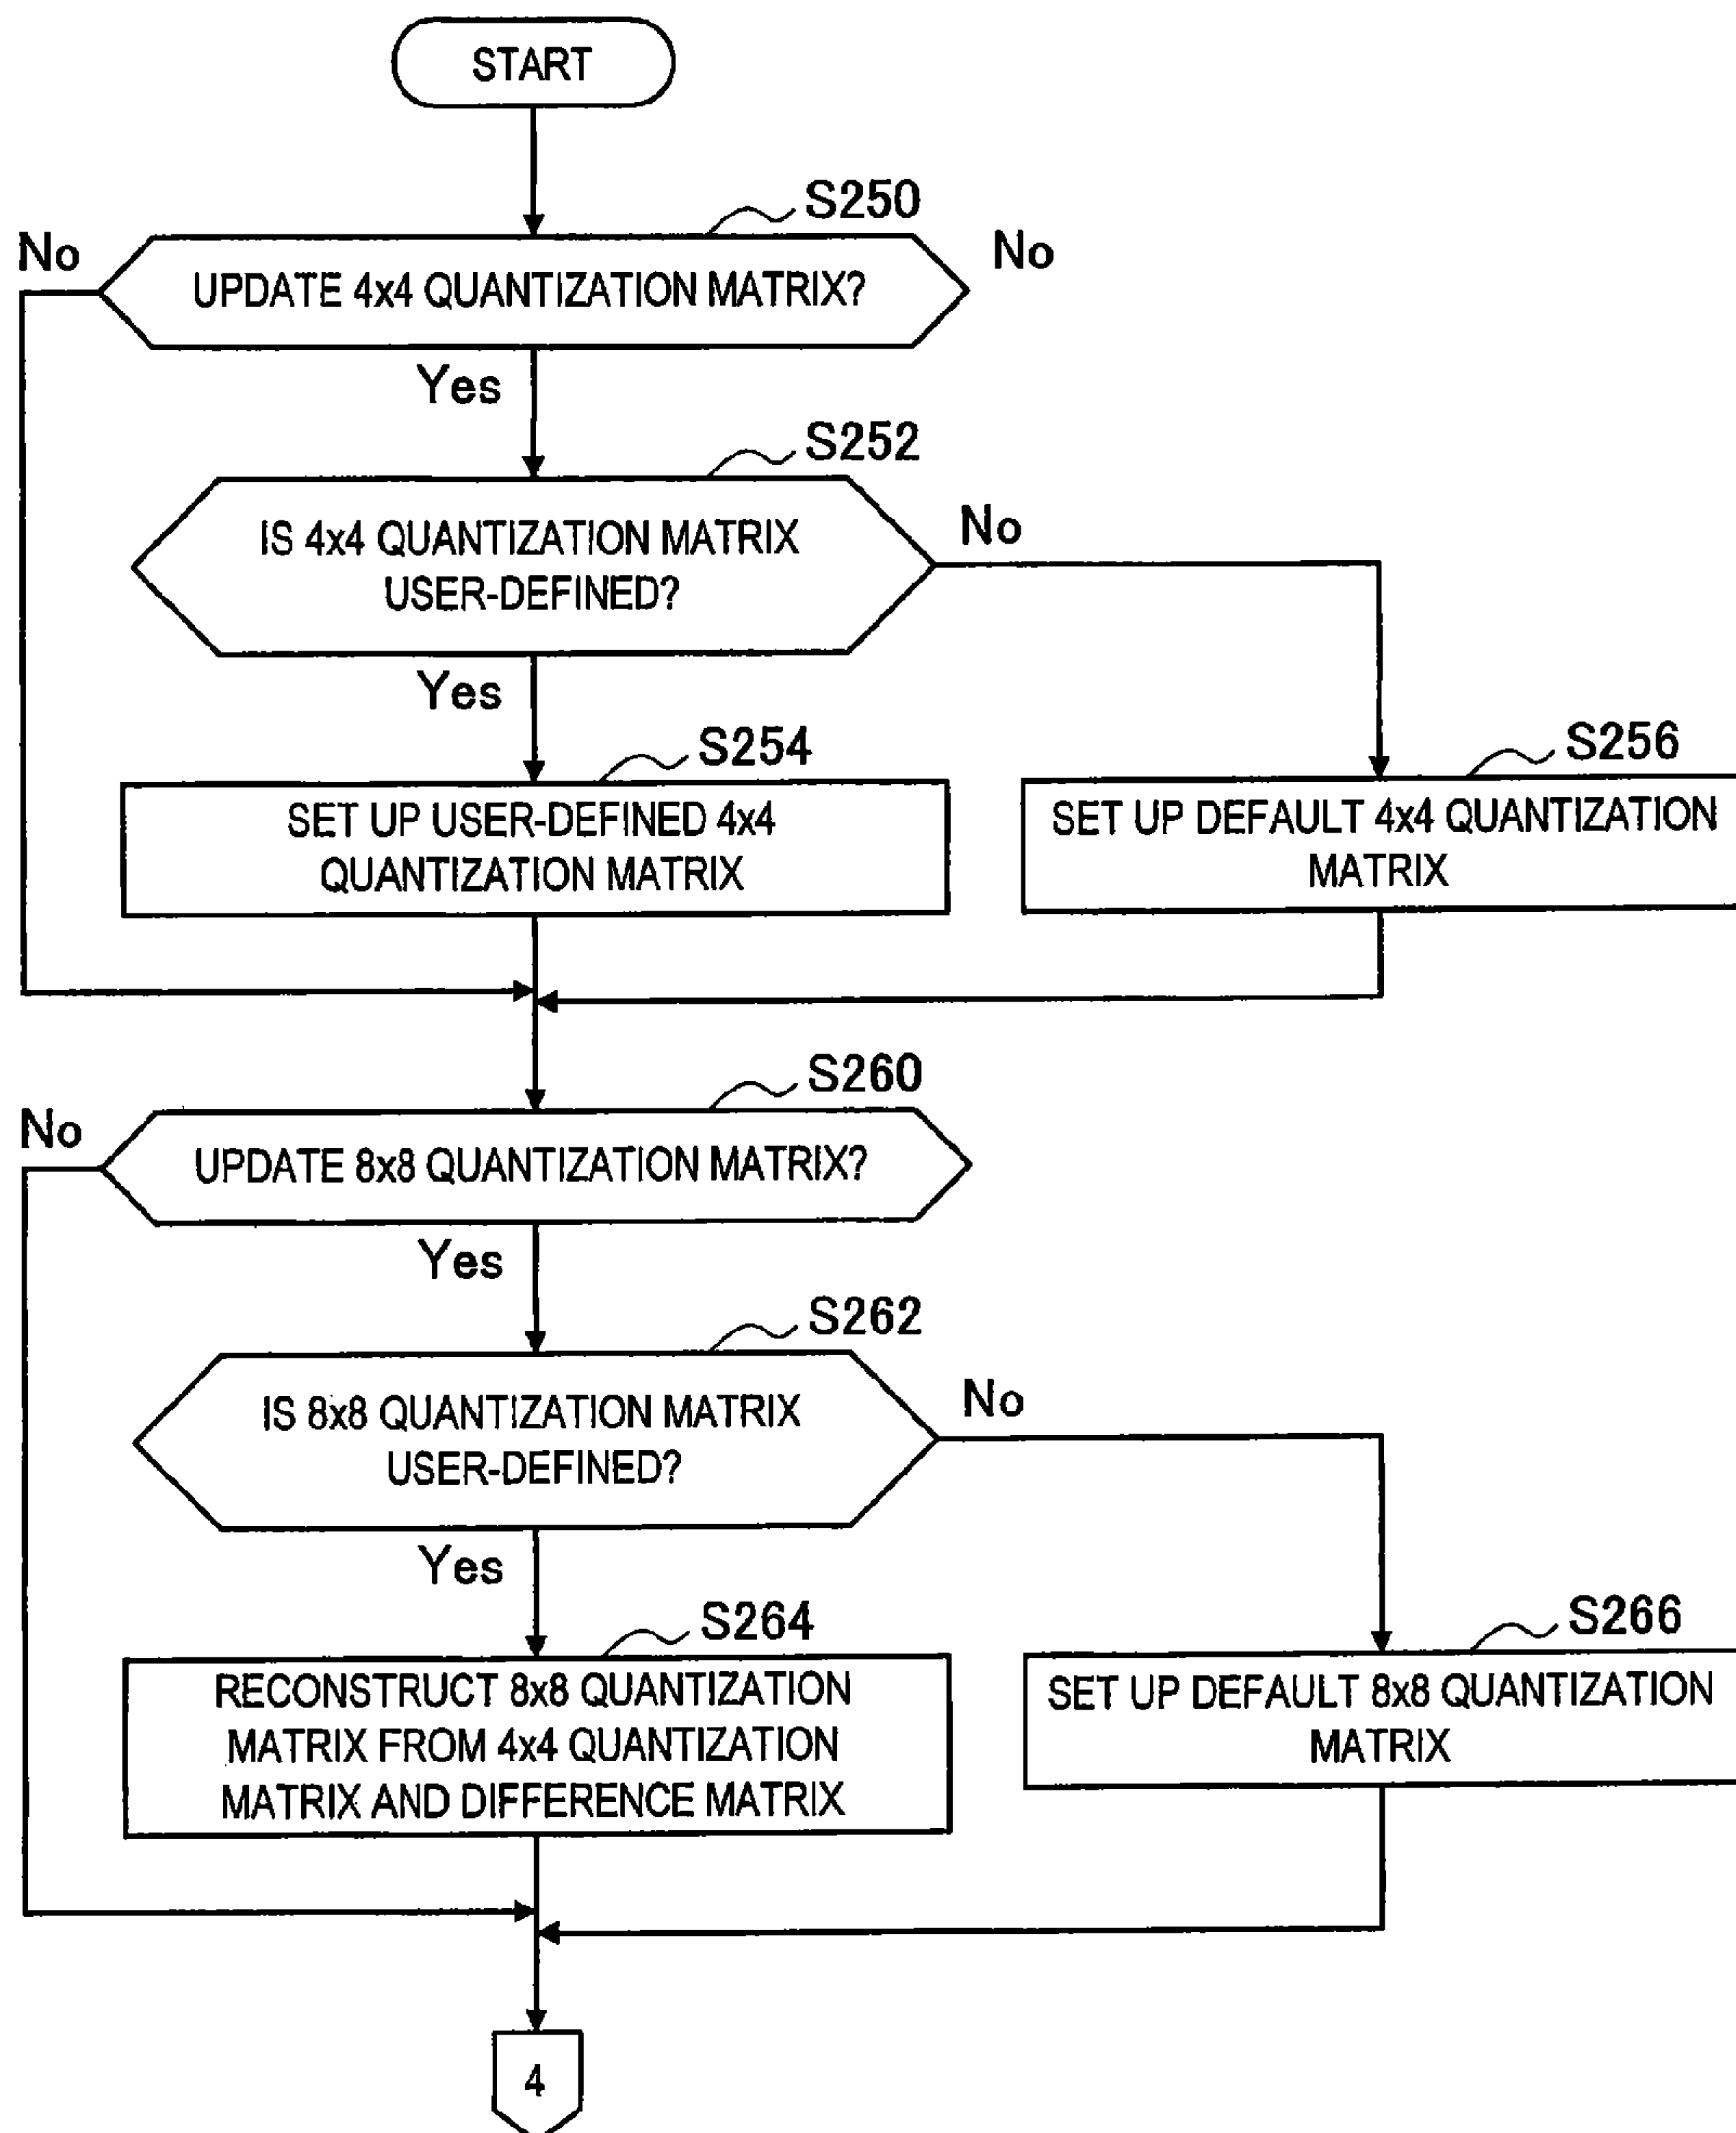 START
S250
No
No
UPDATE 4x4 QUANTIZATION MATRIX?
Yes
S252
IS 4x4 QUANTIZATION MATRIX
USER-DEFINED?
No
Yes
S254
S256
SET UP USER-DEFINED 4x4
QUANTIZATION MATRIX
SET UP DEFAULT 4x4 QUANTIZATION
MATRIX
S260
No
UPDATE 8x8 QUANTIZATION MATRIX?
Yes
S262
IS 8x8 QUANTIZATION MATRIX
USER-DEFINED?
No
Yes
S264
S266
RECONSTRUCT 8x8 QUANTIZATION
MATRIX FROM 4x4 QUANTIZATION
MATRIX AND DIFFERENCE MATRIX
SET UP DEFAULT 8x8 QUANTIZATION
MATRIX
4